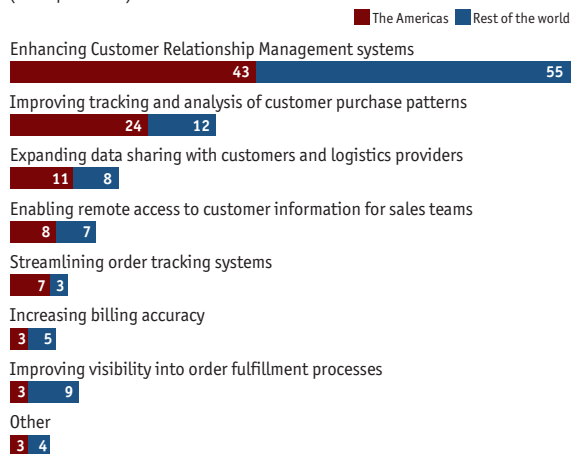 The Americas Rest of the world
Enhancing Customer Relationship Management systems
43 55
Improving tracking and analysis of customer purchase patterns
24 12
Expanding data sharing with customers and logistics providers
11 8
Enabling remote access to customer information for sales teams
8 7
Streamlining order tracking systems
7 3
Increasing billing accuracy
3 5
Improving visibility into order fulfillment processes
3 9
Other
3 4